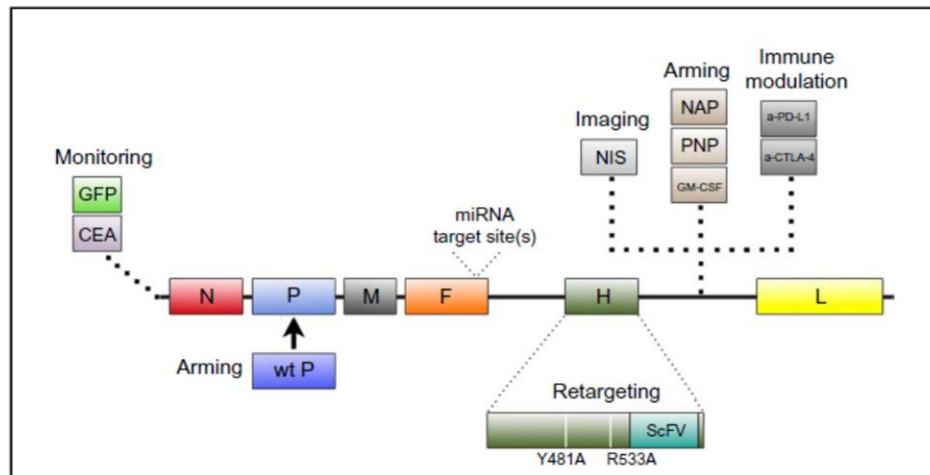 Immune
modulation
Arming
Imaging
NAP
a-PD-L1
Monitoring
NIS
PNP
a-CTLA-4
GFP
GM-CSF
CEA
miRNA
target site(s)
N
P
M
F
H
L
Arming
wt P
Retargeting
ScFV
Y481A
R533A